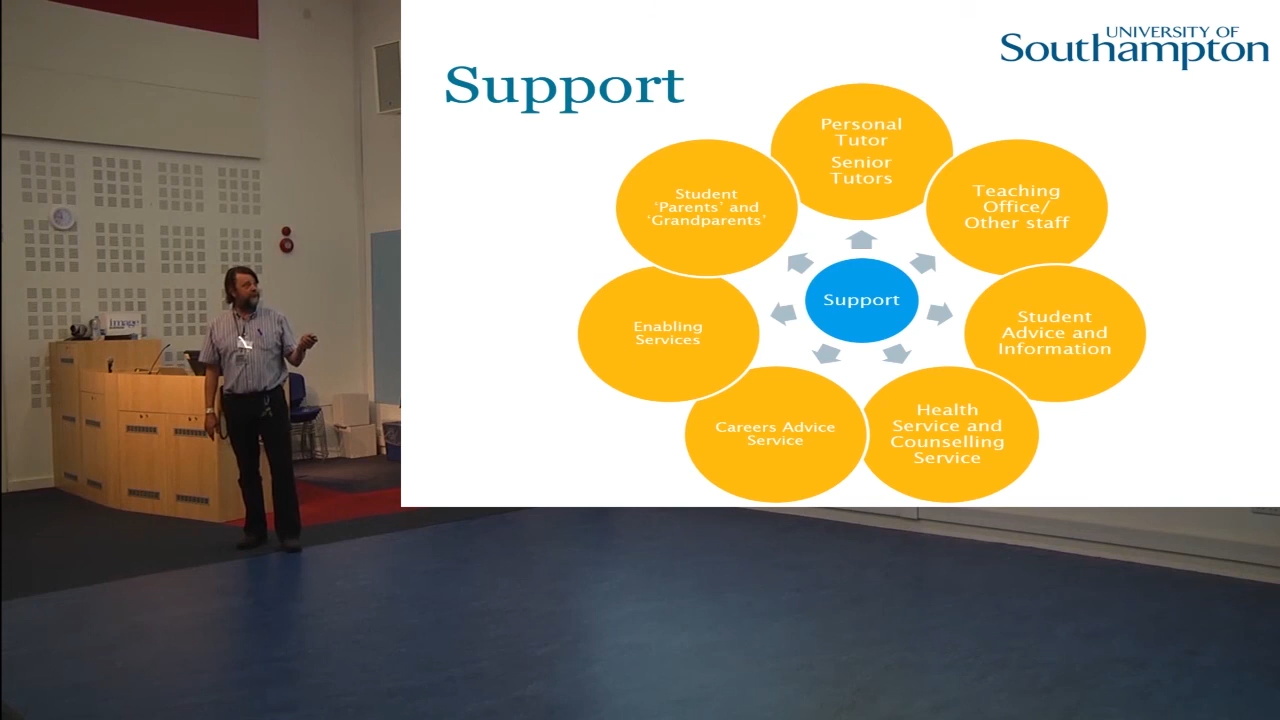 UNIVERSITY OF
Southampton
Support
Personal
Tutor
Senior
Tutors
Teaching
Office/
Other staff
Student
Advice and
Information
Health
Service and
Counselling
Service
Careers Advice
Service
Enabling
Services
Student
‘Parents’ and
‘Grandparents’
Support
image